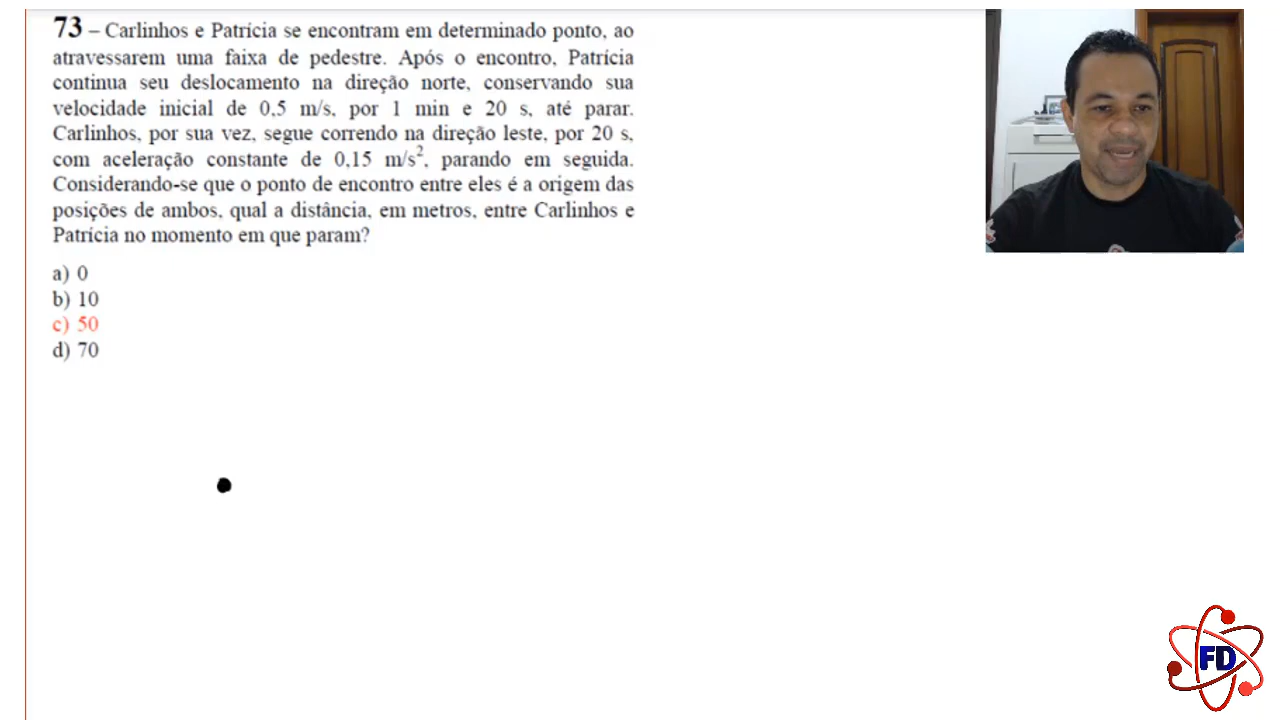 73 – Carlinhos e Patrícia se encontram em determinado ponto, ao
atravessarem uma faixa de pedestre. Após o encontro, Patrícia
continua seu deslocamento na direção norte, conservando sua
velocidade inicial de 0,5 m/s, por 1 min e 20 s, até parar.
Carlinhos, por sua vez, segue correndo na direção leste, por 20 s,
com aceleração constante de 0,15 m/s², parando em seguida.
Considerando-se que o ponto de encontro entre eles é a origem das
posições de ambos, qual a distância, em metros, entre Carlinhos e
Patrícia no momento em que param?
a) 0
b) 10
c) 50
d) 70
FD